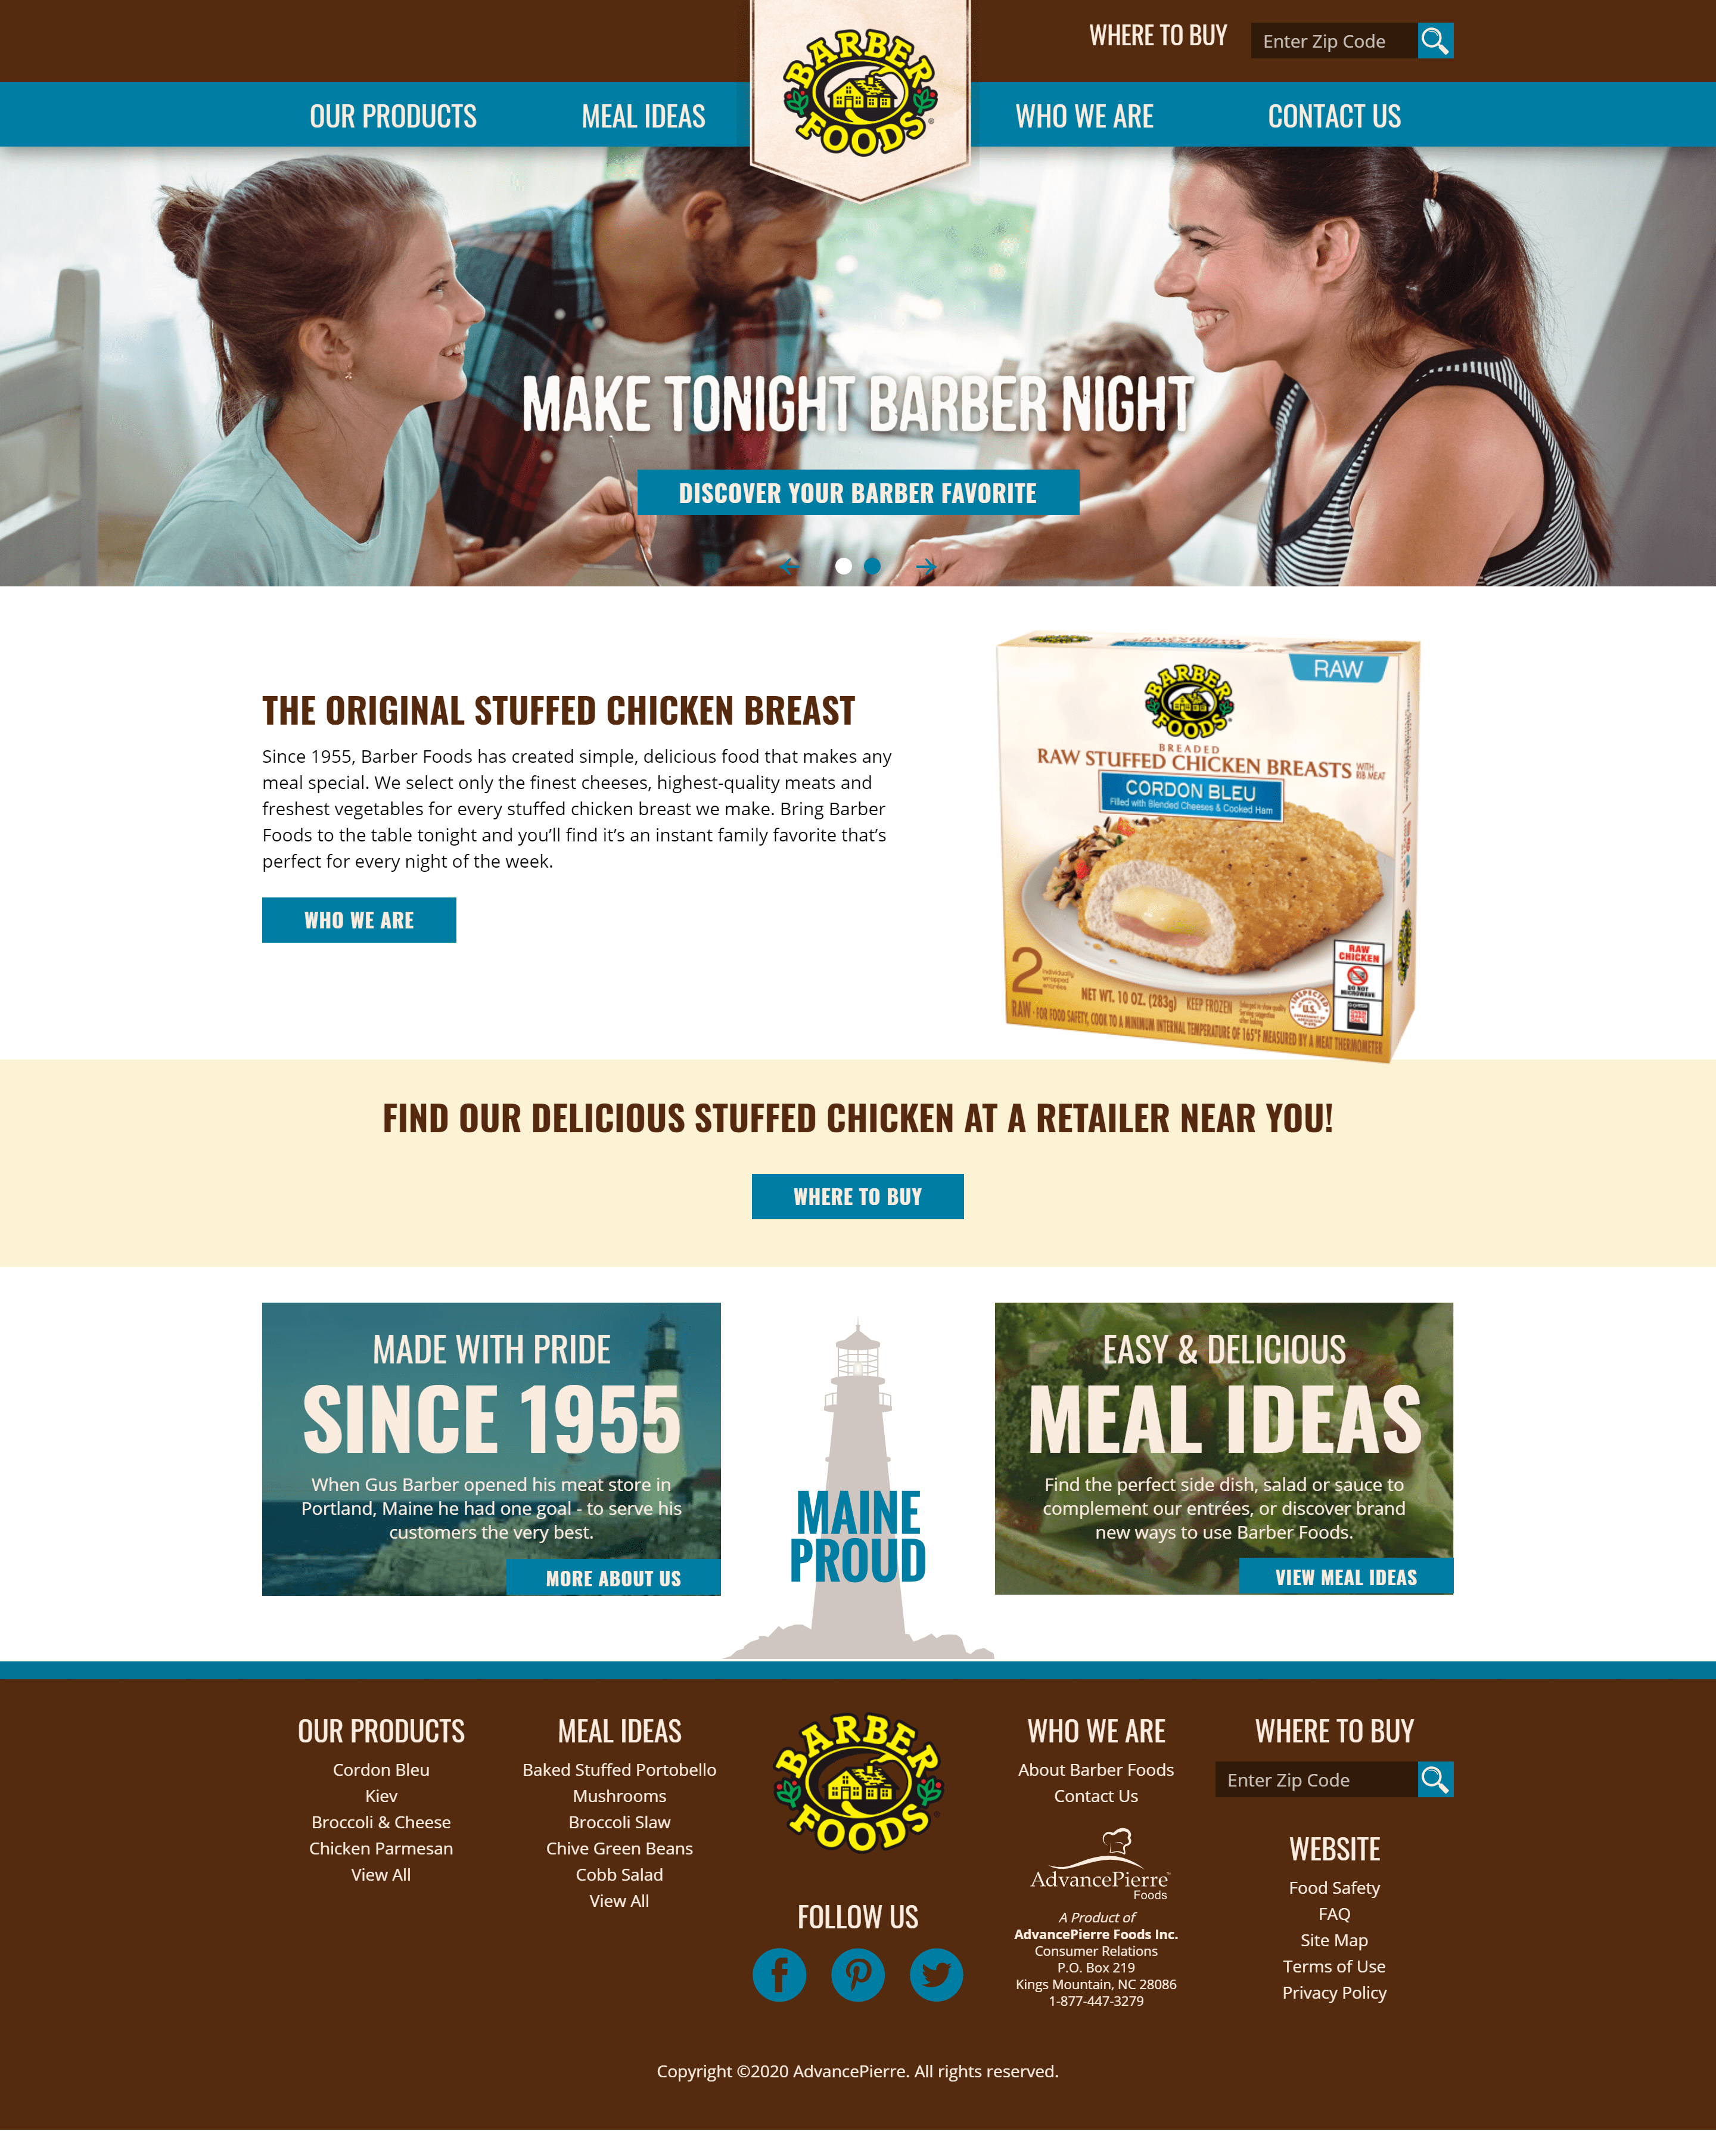 WHERE TO BUY
Enter Zip Code
OUR PRODUCTS
MEAL IDEAS
BARBER
FOODS
WHO WE ARE
CONTACT US
MAKE TONIGHT BARBER NIGHT
DISCOVER YOUR BARBER FAVORITE
THE ORIGINAL STUFFED CHICKEN BREAST
Since 1955, Barber Foods has created simple, delicious food that makes any
meal special. We select only the finest cheeses, highest-quality meats and
freshest vegetables for every stuffed chicken breast we make. Bring Barber
Foods to the table tonight and you’ll find it’s an instant family favorite that’s
perfect for every night of the week.
WHO WE ARE
RAW
BARBER
FOODS
BREADED
RAW STUFFED CHICKEN BREASTS WITH
RIB MEAT
CORDON BLEU
Filled with Blended Cheeses & Cooked Ham
2 individually
wrapped
entrées
NET WT. 10 OZ. (283g) KEEP FROZEN
RAW
CHICKEN
DO NOT
MICROWAVE
INSPECTED
U.S.
RAW - FOR FOOD SAFETY, COOK TO A MINIMUM INTERNAL TEMPERATURE OF 165°F MEASURED BY A MEAT THERMOMETER
FIND OUR DELICIOUS STUFFED CHICKEN AT A RETAILER NEAR YOU!
WHERE TO BUY
MADE WITH PRIDE
SINCE 1955
When Gus Barber opened his meat store in
Portland, Maine he had one goal - to serve his
customers the very best.
MORE ABOUT US
MAINE
PROUD
EASY & DELICIOUS
MEAL IDEAS
Find the perfect side dish, salad or sauce to
complement our entrées, or discover brand
new ways to use Barber Foods.
VIEW MEAL IDEAS
OUR PRODUCTS
Cordon Bleu
Kiev
Broccoli & Cheese
Chicken Parmesan
View All
MEAL IDEAS
Baked Stuffed Portobello
Mushrooms
Broccoli Slaw
Chive Green Beans
Cobb Salad
View All
BARBER
FOODS
FOLLOW US
WHO WE ARE
About Barber Foods
Contact Us
AdvancePierre™
Foods
A Product of
AdvancePierre Foods Inc.
Consumer Relations
P.O. Box 219
Kings Mountain, NC 28086
1-877-447-3279
WHERE TO BUY
Enter Zip Code
WEBSITE
Food Safety
FAQ
Site Map
Terms of Use
Privacy Policy
Copyright ©2020 AdvancePierre. All rights reserved.